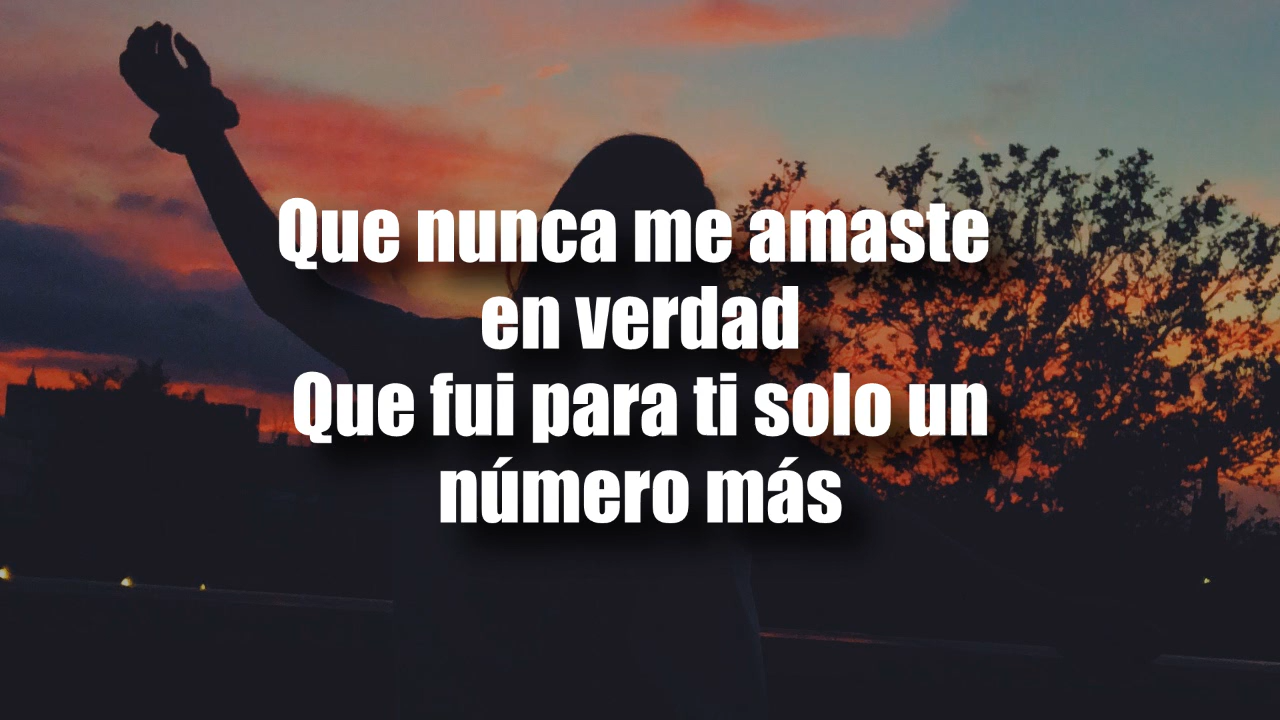 Que nunca me amaste
en verdad
Que fui para ti solo un
número más